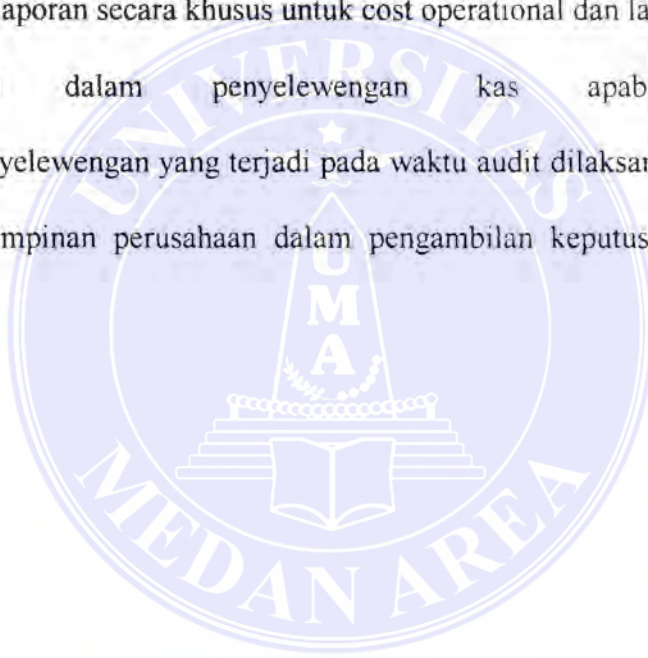 aporan secara khusus untuk cost operational dan la
dalam penyelewengan kas apab
yelewengan yang terjadi pada waktu audit dilaksa
mpinan perusahaan dalam pengambilan keputus
UNIVERSITAS
UMA
MEDAN AREA